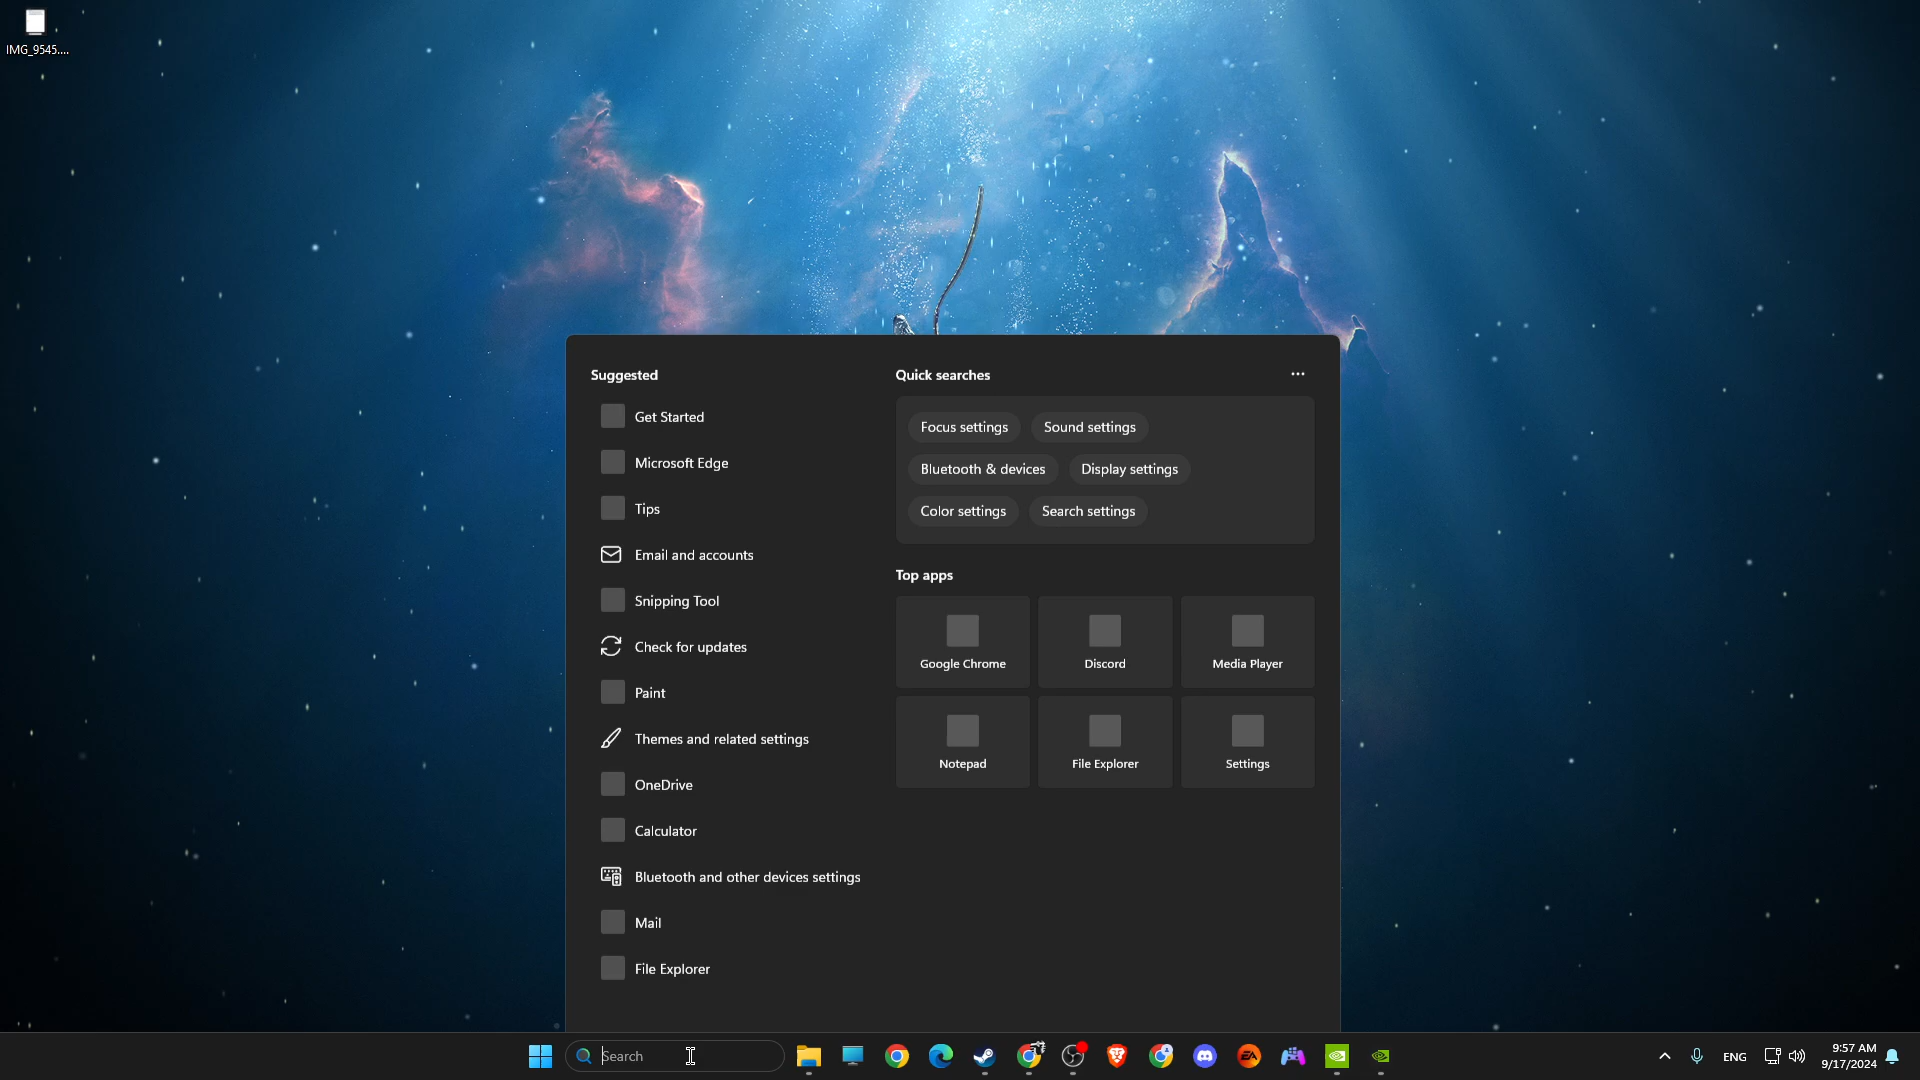 IMG_9545....
Suggested
Get Started
Microsoft Edge
Tips
Email and accounts
Snipping Tool
Check for updates
Paint
Themes and related settings
OneDrive
Calculator
Bluetooth and other devices settings
Mail
File Explorer
Quick searches
Focus settings
Sound settings
Bluetooth & devices
Display settings
Color settings
Search settings
Top apps
Google Chrome
Discord
Media Player
Notepad
File Explorer
Settings
Search
EA
ENG
9:57 AM
9/17/2024